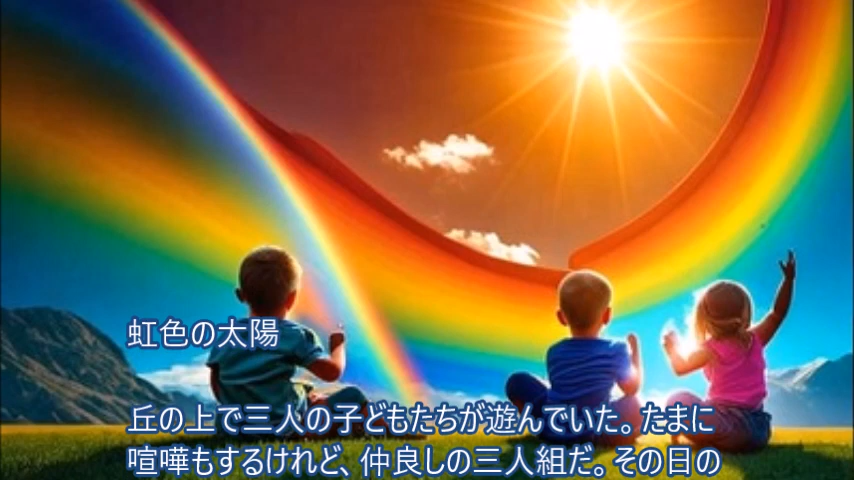 虹色の太陽
丘の上で三人の子どもたちが遊んでいた。たまに
喧嘩もするけれど、仲良しの三人組だ。その日の